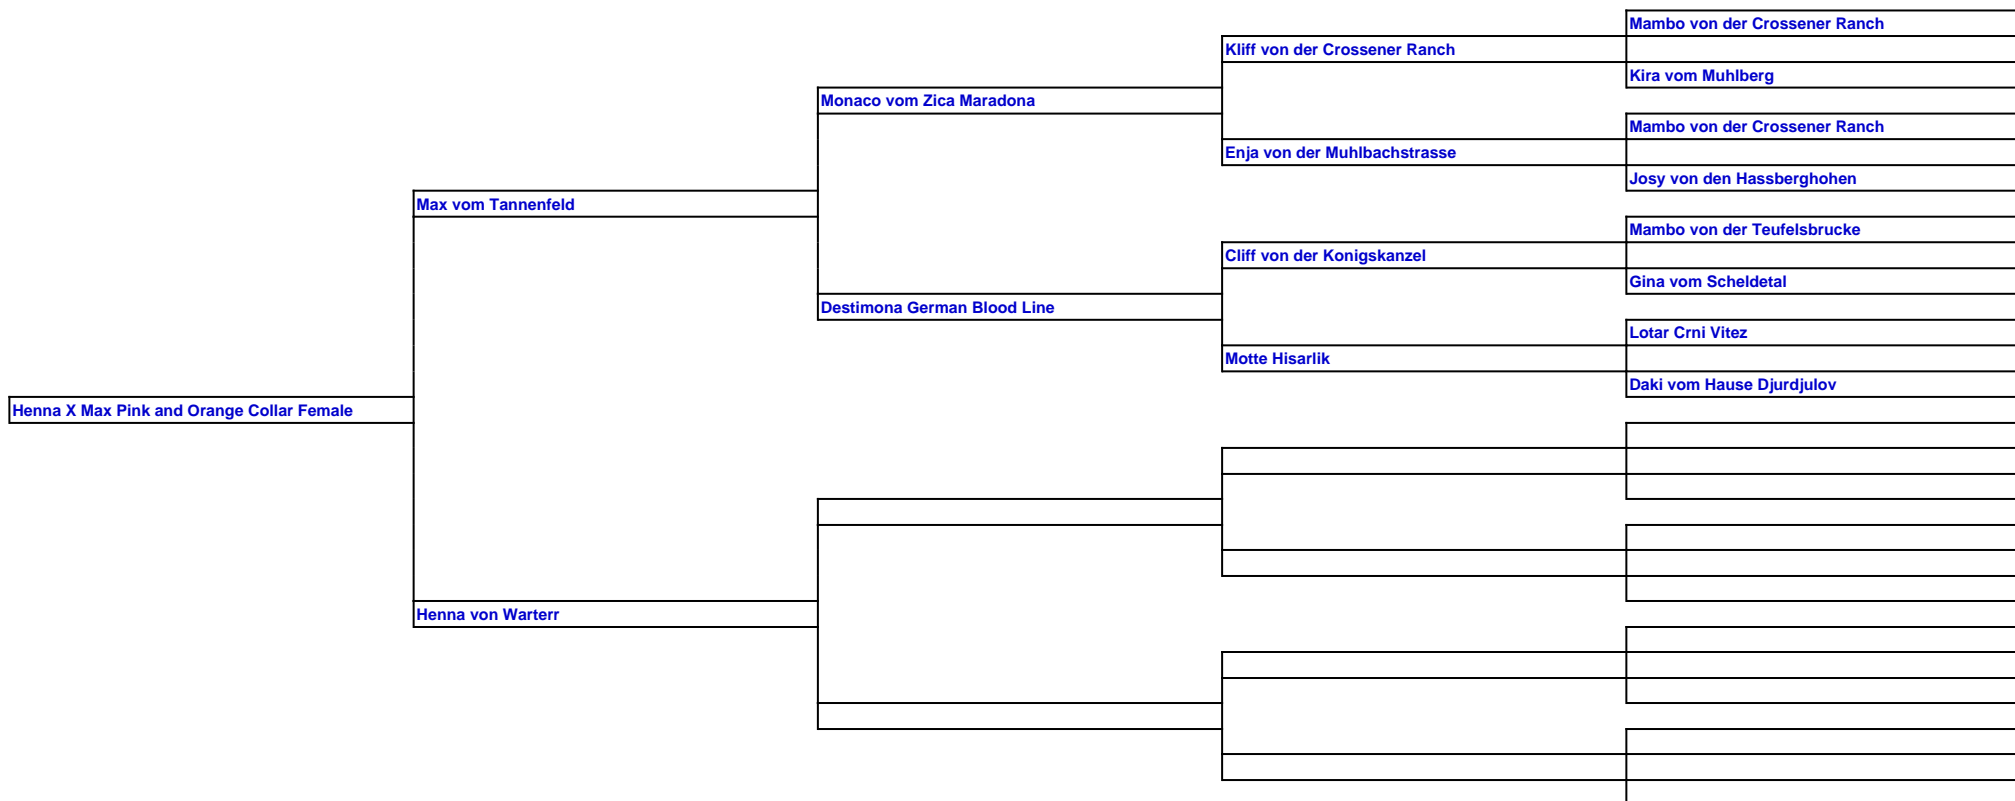 Mambo von der Crossener Ranch
Kliff von der Crossener Ranch
Kira vom Muhlberg
Monaco vom Zica Maradona
Mambo von der Crossener Ranch
Enja von der Muhlbachstrasse
Josy von den Hassberghohen
Max vom Tannenfeld
Mambo von der Teufelsbrucke
Cliff von der Konigskanzel
Gina vom Scheldetal
Destimona German Blood Line
Lotar Crni Vitez
Motte Hisarlik
Daki vom Hause Djurdjulov
Henna X Max Pink and Orange Collar Female
Henna von Warterr